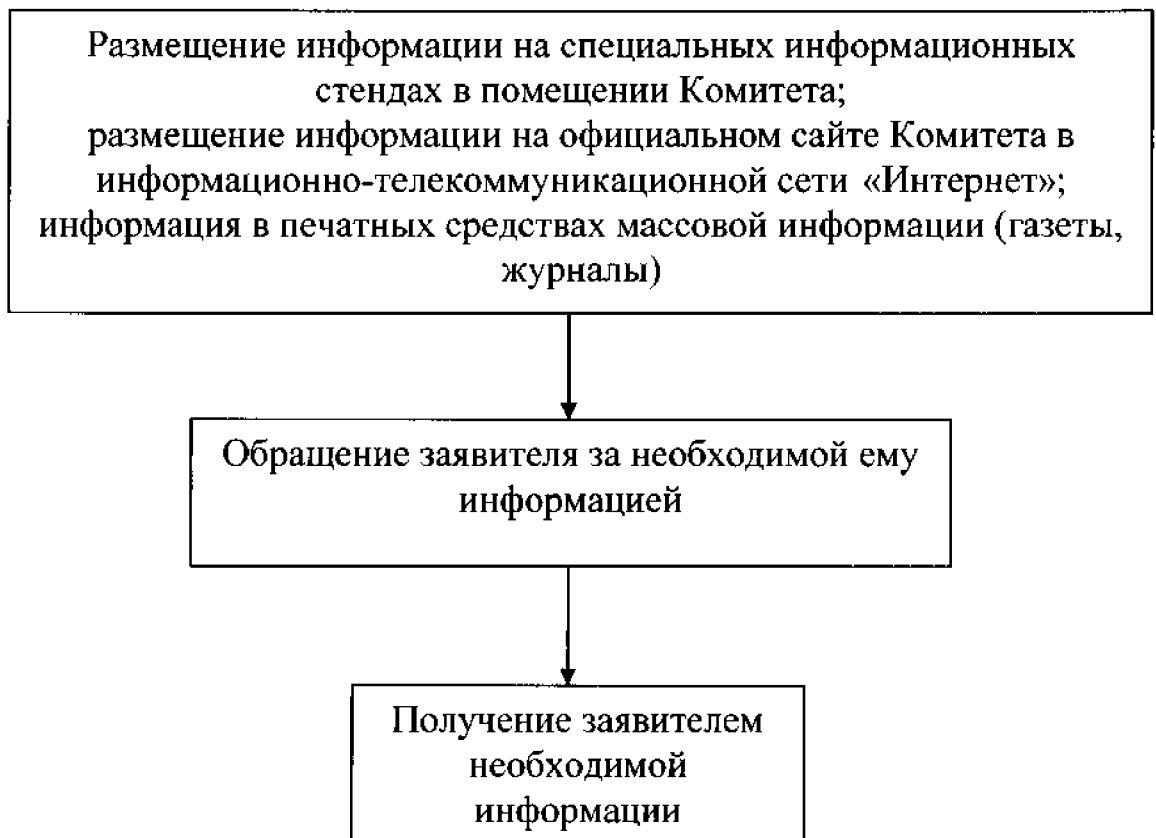 Размещение информации на специальных информационных
стендах в помещении Комитета;
размещение информации на официальном сайте Комитета в
информационно-телекоммуникационной сети «Интернет»;
информация в печатных средствах массовой информации (газеты,
журналы)
Обращение заявителя за необходимой ему
информацией
Получение заявителем
необходимой
информации